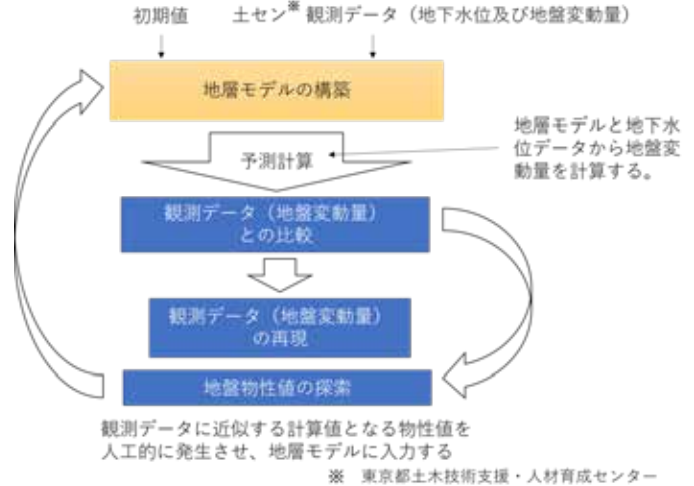 初期値
土セン※ 観測データ（地下水位及び地盤変動量）
地層モデルの構築
予測計算
地層モデルと地下水
位データから地盤変
動量を計算する。
観測データ（地盤変動量）
との比較
観測データ（地盤変動量）
の再現
地盤物性値の探索
観測データに近似する計算値となる物性値を
人工的に発生させ、地層モデルに入力する
※　東京都土木技術支援・人材育成センター